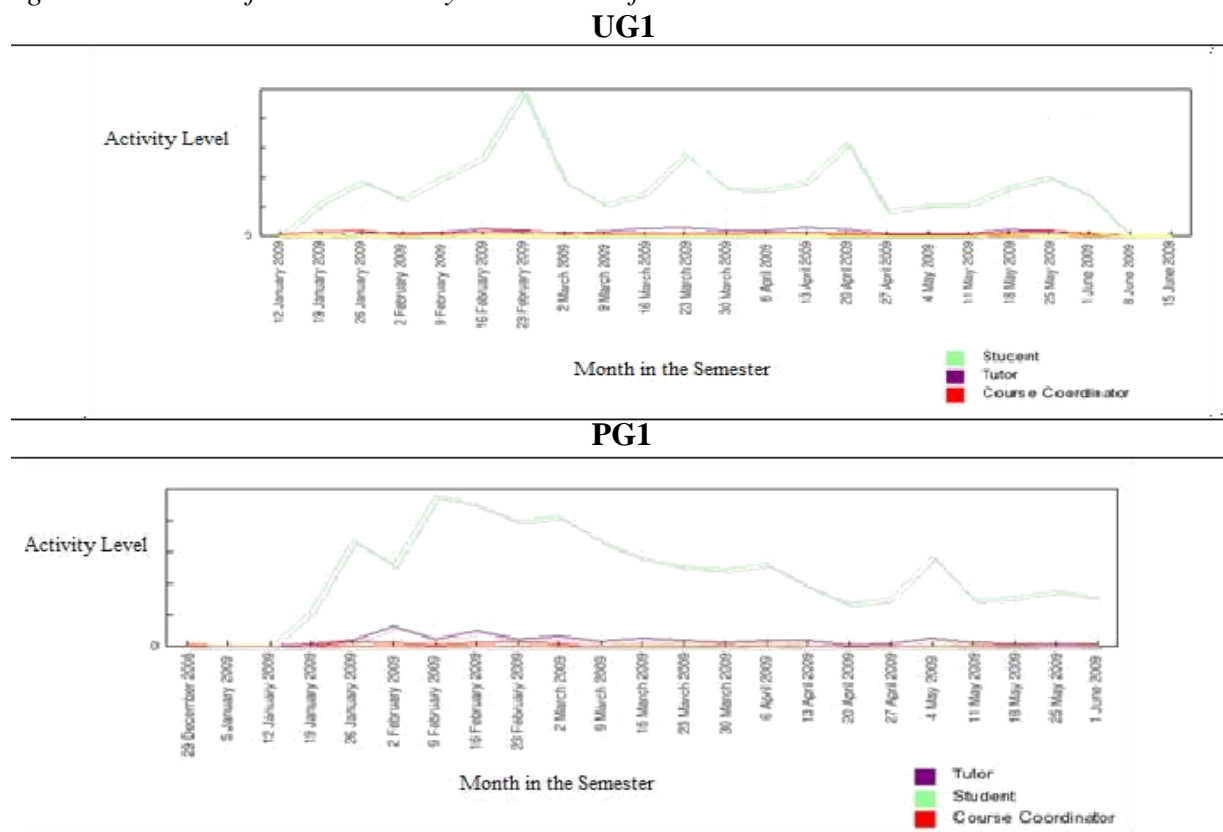 UG1
Activity Level
0
12 January 2009
19 January 2009
26 January 2009
2 February 2009
9 February 2009
16 February 2009
23 February 2009
2 March 2009
9 March 2009
16 March 2009
23 March 2009
30 March 2009
6 April 2009
13 April 2009
20 April 2009
27 April 2009
4 May 2009
11 May 2009
18 May 2009
25 May 2009
1 June 2009
8 June 2009
15 June 2009
Month in the Semester
Student
Tutor
Course Coordinator
PG1
Activity Level
0
29 December 2008
5 January 2009
12 January 2009
19 January 2009
26 January 2009
2 February 2009
9 February 2009
16 February 2009
23 February 2009
2 March 2009
9 March 2009
16 March 2009
23 March 2009
30 March 2009
6 April 2009
13 April 2009
20 April 2009
27 April 2009
4 May 2009
11 May 2009
18 May 2009
25 May 2009
1 June 2009
Month in the Semester
Tutor
Student
Course Coordinator